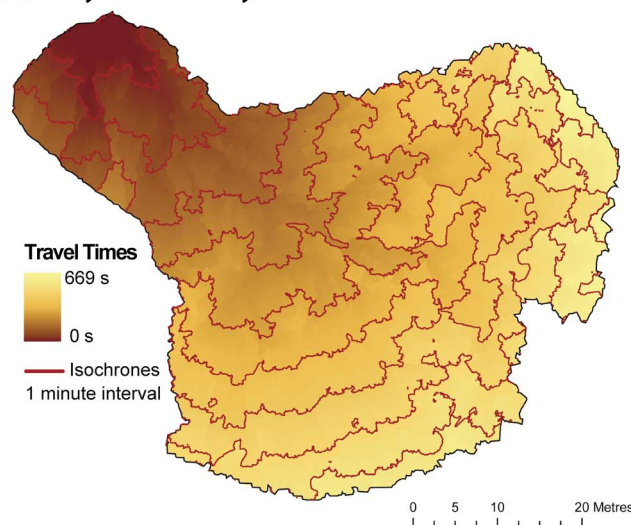 Travel Times
669 s
0 s
Isochrones
1 minute interval
0 5 10 20 Metres